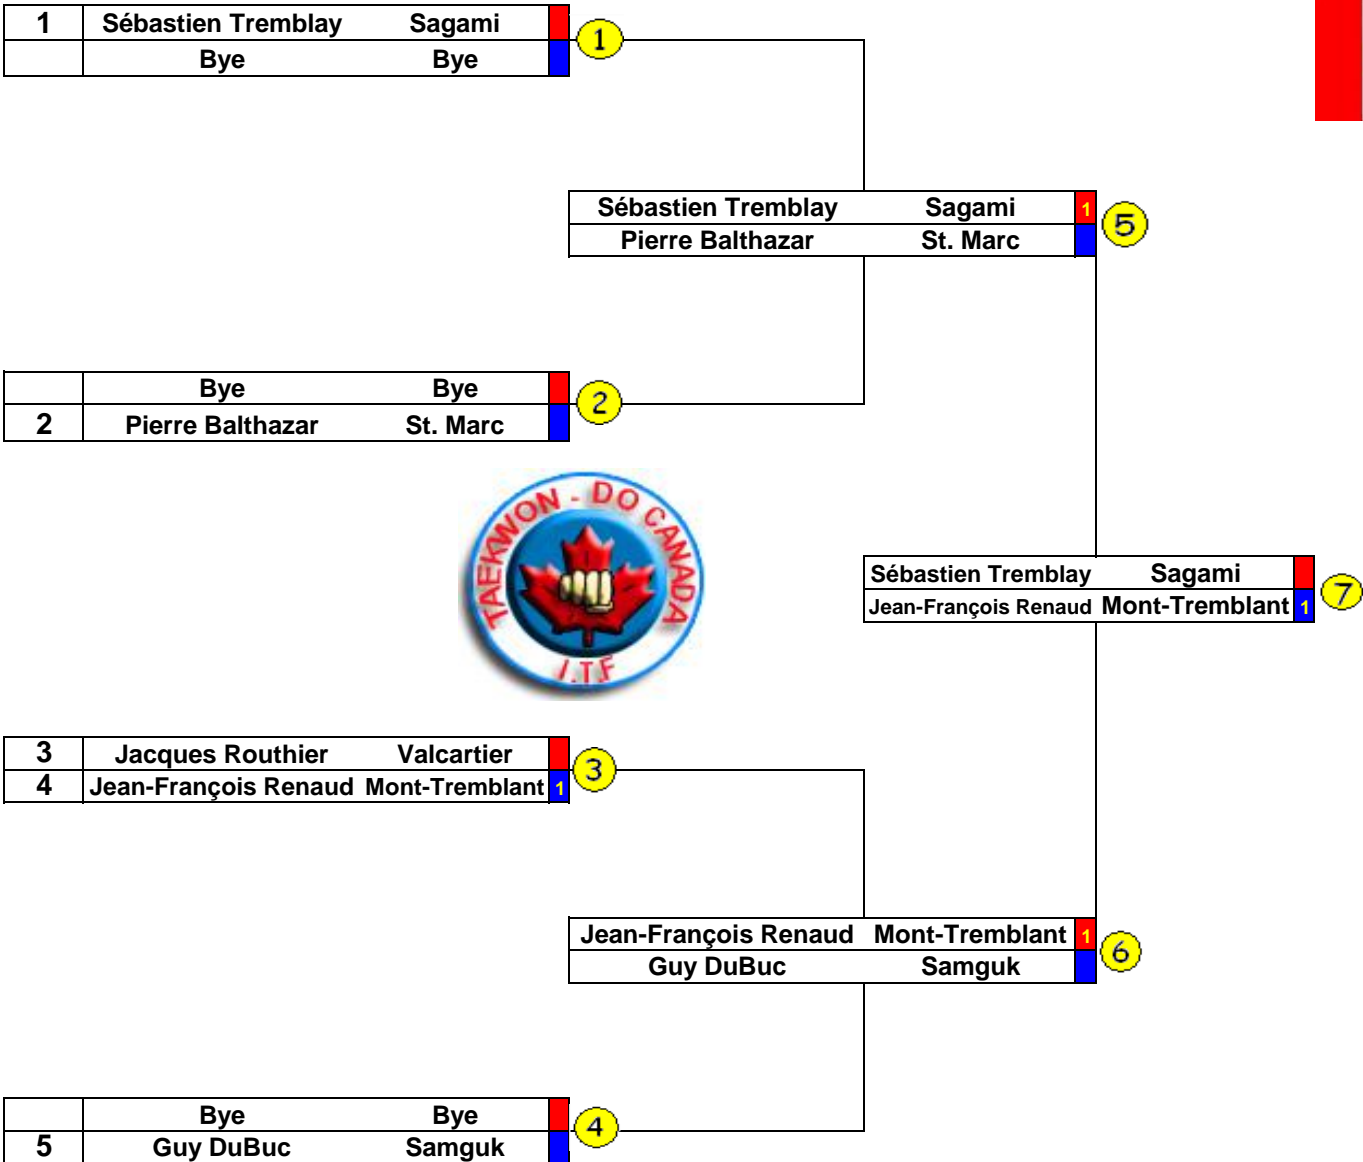 1 Sébastien Tremblay Sagami
1
Bye Bye
Sébastien Tremblay Sagami 1
5
Pierre Balthazar St. Marc
Bye Bye
2
2 Pierre Balthazar St. Marc
TAEKWON - DO CANADA
I.T.F
Sébastien Tremblay Sagami
7
Jean-François Renaud Mont-Tremblant 1
3 Jacques Routhier Valcartier
3
4 Jean-François Renaud Mont-Tremblant 1
Jean-François Renaud Mont-Tremblant 1
6
Guy DuBuc Samguk
Bye Bye
4
5 Guy DuBuc Samguk